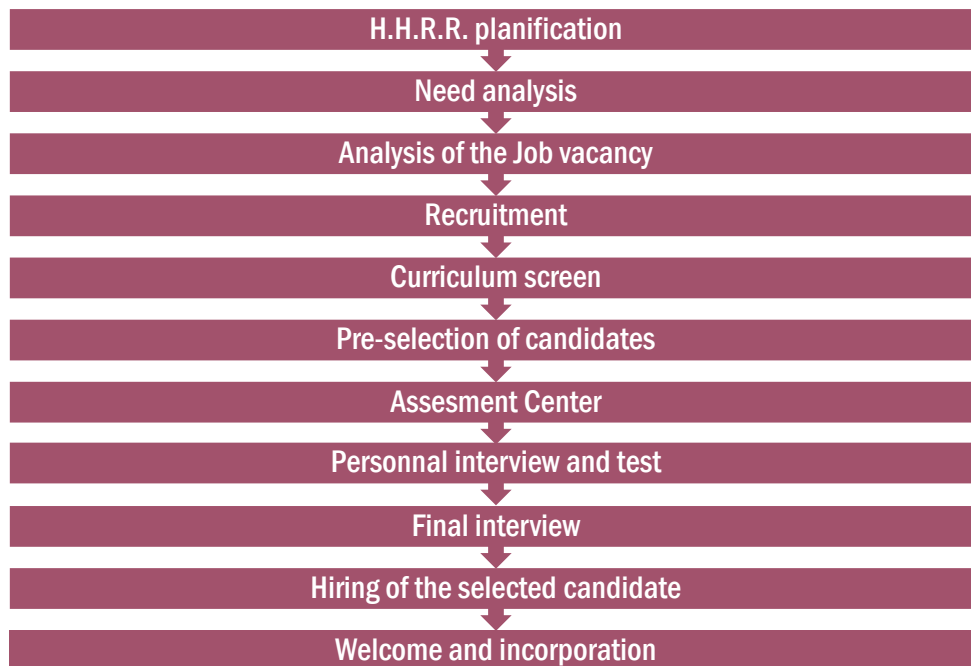 H.H.R.R. planification
Need analysis
Analysis of the Job vacancy
Recruitment
Curriculum screen
Pre-selection of candidates
Assesment Center
Personnal interview and test
Final interview
Hiring of the selected candidate
Welcome and incorporation